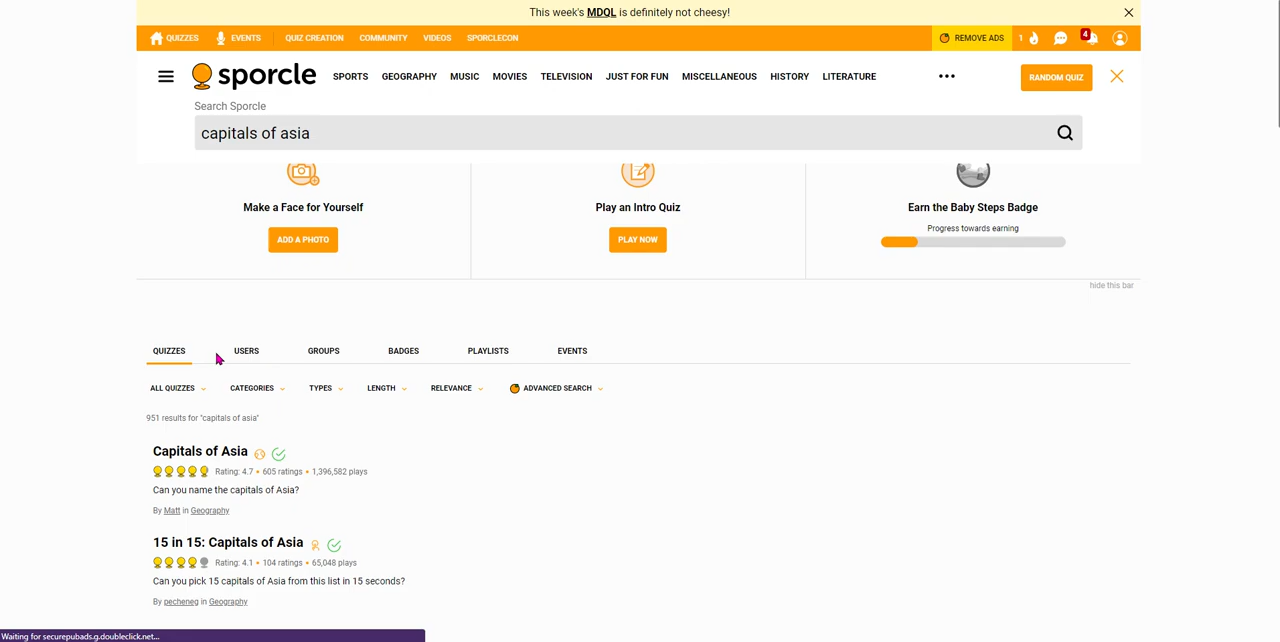 This week's MDQL is definitely not cheesy!
QUIZZES EVENTS QUIZ CREATION COMMUNITY VIDEOS SPORCLECON REMOVE ADS 1 4
sporcle SPORTS GEOGRAPHY MUSIC MOVIES TELEVISION JUST FOR FUN MISCELLANEOUS HISTORY LITERATURE ••• RANDOM QUIZ
Search Sporcle
capitals of asia
Make a Face for Yourself
ADD A PHOTO
Play an Intro Quiz
PLAY NOW
Earn the Baby Steps Badge
Progress towards earning
hide this bar
QUIZZES USERS GROUPS BADGES PLAYLISTS EVENTS
ALL QUIZZES CATEGORIES TYPES LENGTH RELEVANCE ADVANCED SEARCH
951 results for "capitals of asia"
Capitals of Asia
Rating: 4.7 • 605 ratings • 1,396,582 plays
Can you name the capitals of Asia?
By Matt in Geography
15 in 15: Capitals of Asia
Rating: 4.1 • 104 ratings • 65,048 plays
Can you pick 15 capitals of Asia from this list in 15 seconds?
By pecheneg in Geography
Waiting for securepubads.g.doubleclick.net...